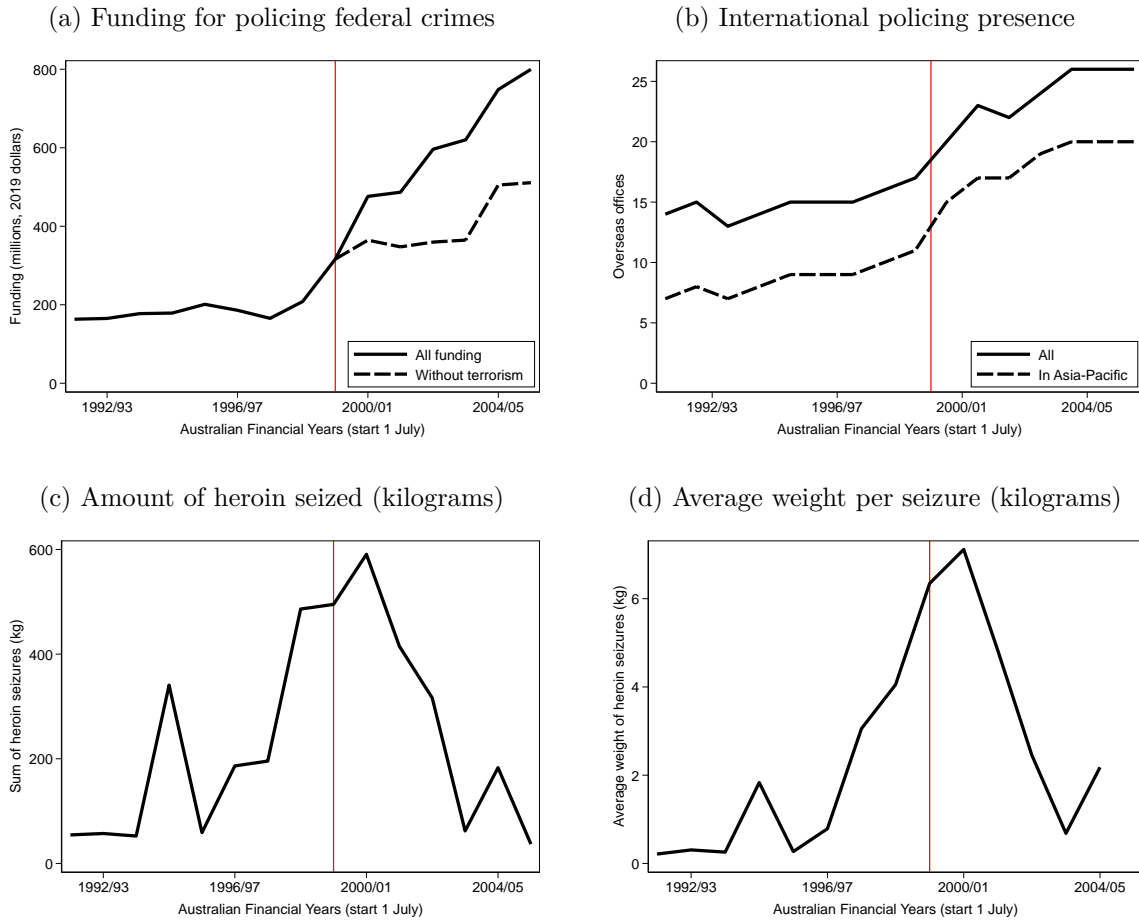 (a) Funding for policing federal crimes
800
600
400
200
0
Funding (millions, 2019 dollars)
All funding
Without terrorism
1992/93 1996/97 2000/01 2004/05
Australian Financial Years (start 1 July)
(b) International policing presence
25
20
15
10
5
0
Overseas offices
All
In Asia-Pacific
1992/93 1996/97 2000/01 2004/05
Australian Financial Years (start 1 July)
(c) Amount of heroin seized (kilograms)
600
400
200
0
Sum of heroin seizures (kg)
1992/93 1996/97 2000/01 2004/05
Australian Financial Years (start 1 July)
(d) Average weight per seizure (kilograms)
6
4
2
0
Average weight of heroin seizures (kg)
1992/93 1996/97 2000/01 2004/05
Australian Financial Years (start 1 July)